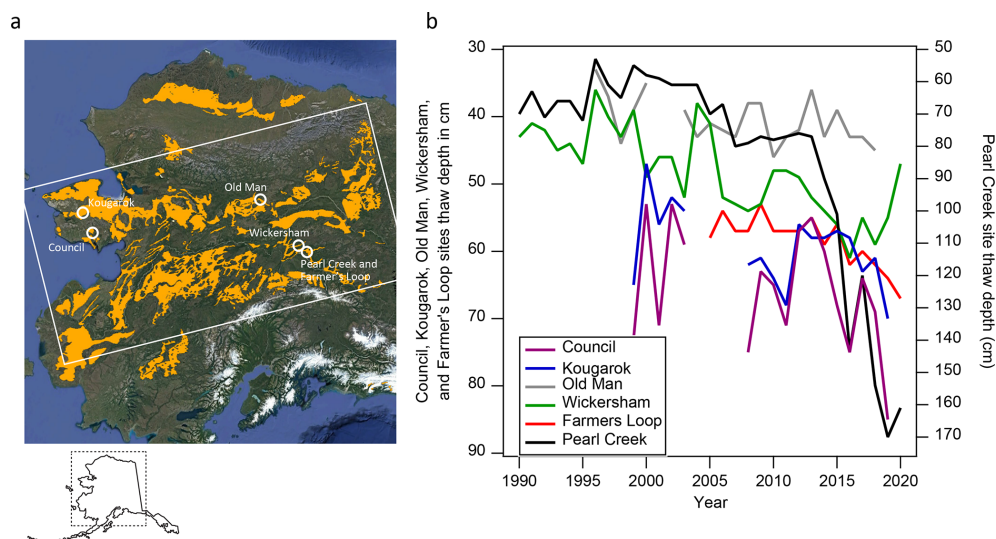 a
Kougarok
Council
Old Man
Wickersham
Pearl Creek and
Farmer's Loop
b
Council, Kougarok, Old Man, Wickersham,
and Farmer's Loop sites thaw depth in cm
30
40
50
60
70
80
90
Council
Kougarok
Old Man
Wickersham
Farmers Loop
Pearl Creek
1990
1995
2000
2005
2010
2015
2020
Year
50
60
70
80
90
100
110
120
130
140
150
160
170
Pearl Creek site thaw depth (cm)